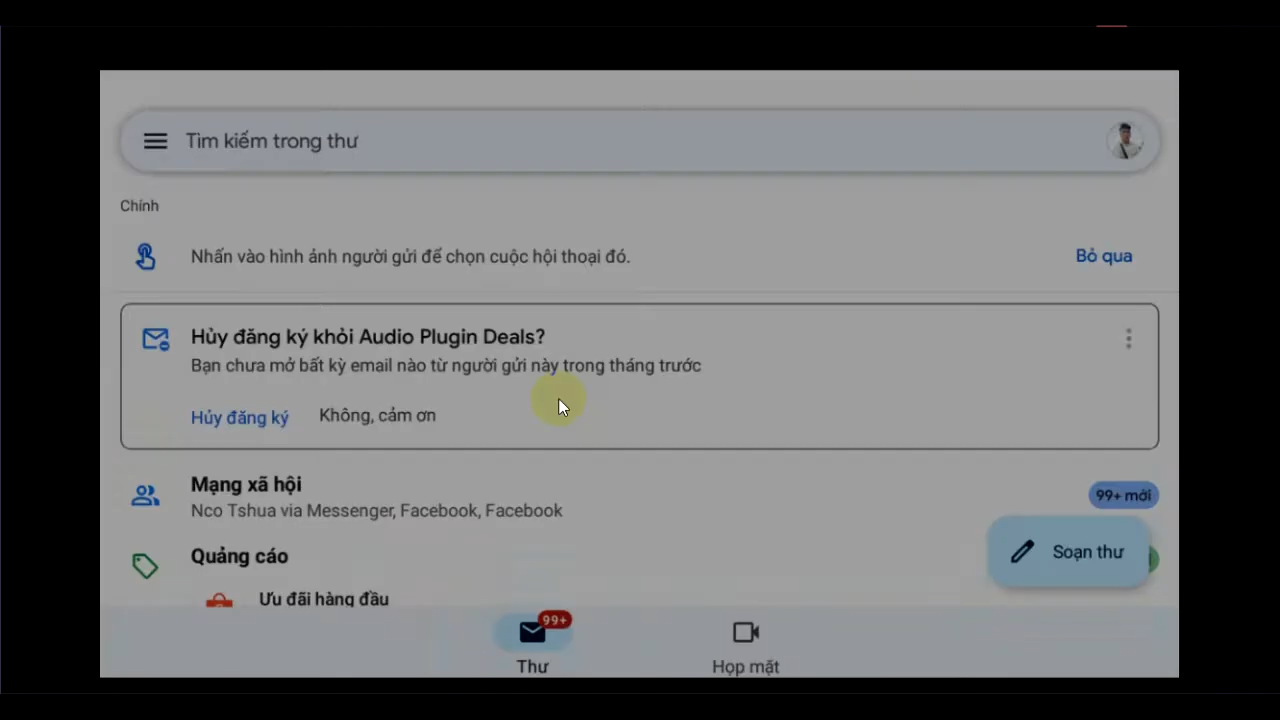 Tìm kiếm trong thư
Chính
Nhấn vào hình ảnh người gửi để chọn cuộc hội thoại đó.
Bỏ qua
Hủy đăng ký khỏi Audio Plugin Deals?
Bạn chưa mở bất kỳ email nào từ người gửi này trong tháng trước
Hủy đăng ký
Không, cảm ơn
Mạng xã hội
Nco Tshua via Messenger, Facebook, Facebook
99+ mới
Quảng cáo
Soạn thư
Ưu đãi hàng đầu
99+
Thư
Họp mặt